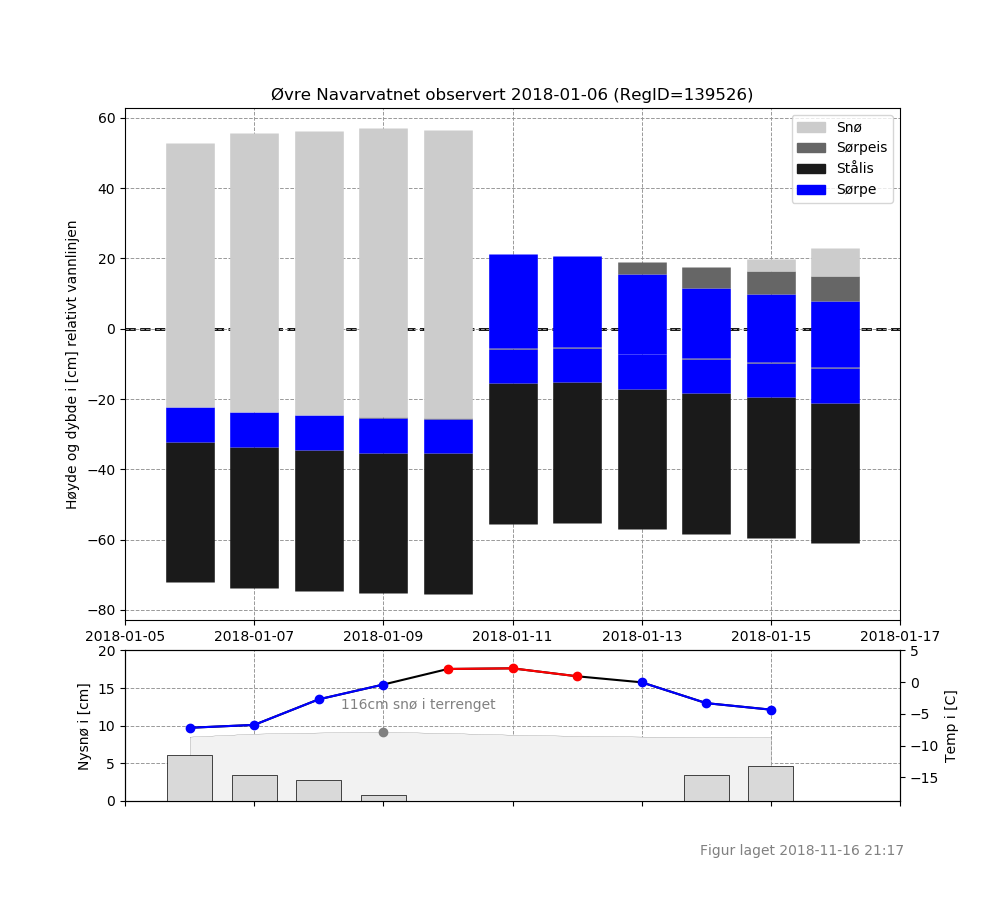 Øvre Navarvatnet observert 2018-01-06 (RegID=139526)
Høyde og dybde i [cm] relativt vannlinjen
60
40
20
0
−20
−40
−60
−80
Snø
Sørpeis
Stålis
Sørpe
2018-01-05 2018-01-07 2018-01-09 2018-01-11 2018-01-13 2018-01-15 2018-01-17
Nysnø i [cm]
20
15
10
5
0
116cm snø i terrenget
5
0
−5
−10
−15
Temp i [C]
Figur laget 2018-11-16 21:17